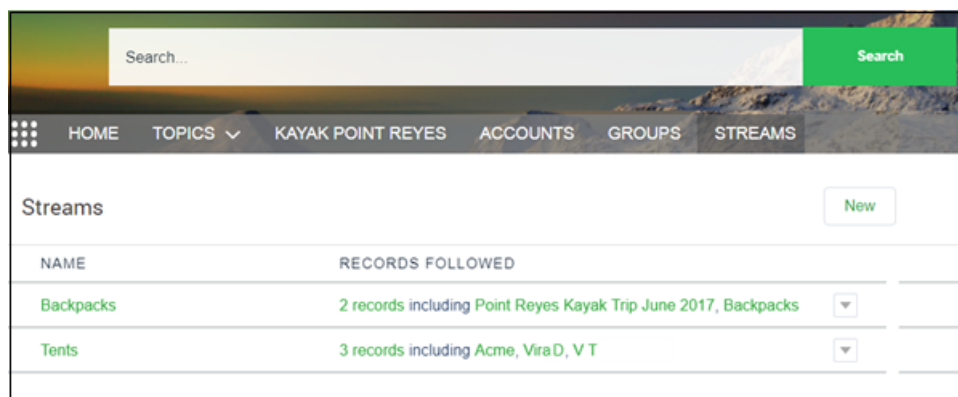 Search...
Search
HOME TOPICS KAYAK POINT REYES ACCOUNTS GROUPS STREAMS
Streams
New
NAME RECORDS FOLLOWED
Backpacks 2 records including Point Reyes Kayak Trip June 2017, Backpacks
Tents 3 records including Acme, Vira D, V T